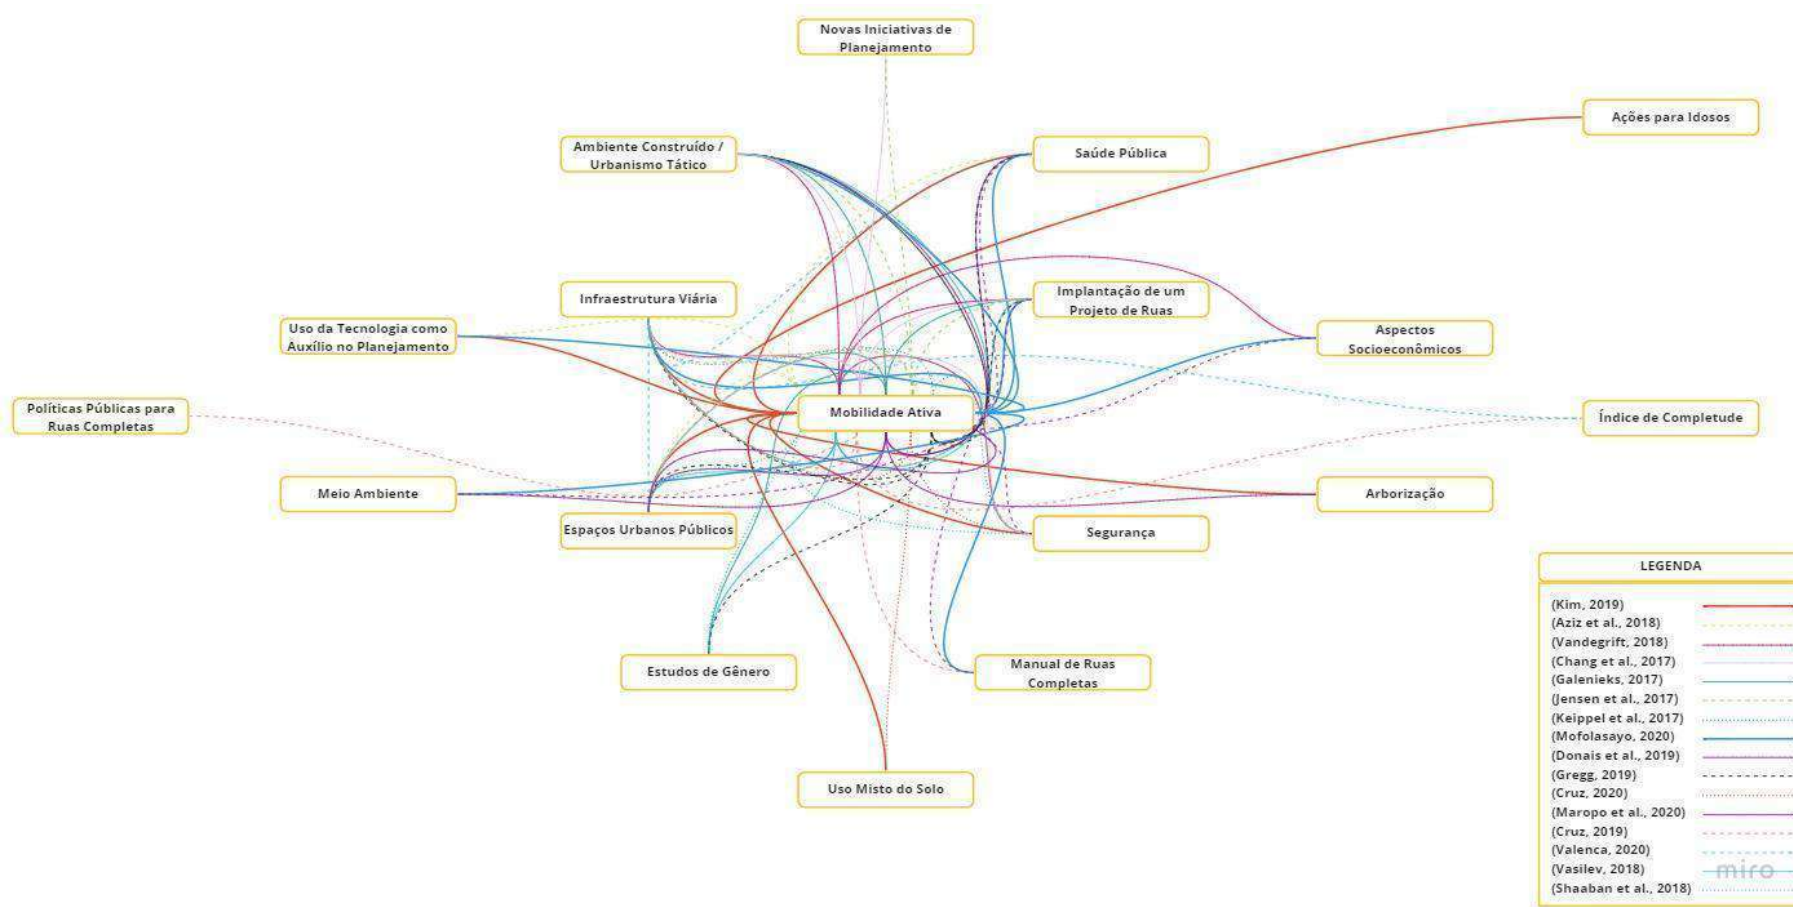 Novas Iniciativas de
Planejamento
Ações para Idosos
Ambiente Construído /
Urbanismo Tático
Saúde Pública
Infraestrutura Viária
Implantação de um
Projeto de Ruas
Uso da Tecnologia como
Auxílio no Planejamento
Aspectos
Socioeconômicos
Políticas Públicas para
Ruas Completas
Mobilidade Ativa
Índice de Completude
Meio Ambiente
Arborização
Espaços Urbanos Públicos
Segurança
Estudos de Gênero
Manual de Ruas
Completas
Uso Misto do Solo
LEGENDA
(Kim, 2019)
(Aziz et al., 2018)
(Vandegrift, 2018)
(Chang et al., 2017)
(Galenieks, 2017)
(Jensen et al., 2017)
(Keippel et al., 2017)
(Mofolasayo, 2020)
(Donais et al., 2019)
(Gregg, 2019)
(Cruz, 2020)
(Maropo et al., 2020)
(Cruz, 2019)
(Valenca, 2020)
(Vasilev, 2018)
(Shaaban et al., 2018)
miro